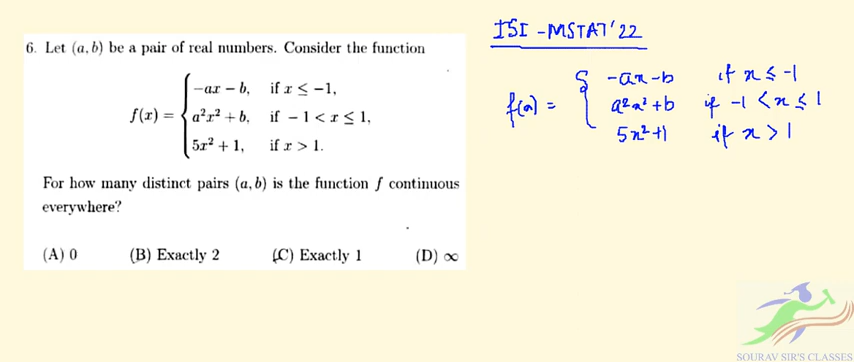 6. Let (a, b) be a pair of real numbers. Consider the function
f(x) = { −ax − b, if x ≤ −1,
a²x² + b, if − 1 < x ≤ 1,
5x² + 1, if x > 1.
For how many distinct pairs (a, b) is the function f continuous
everywhere?
(A) 0 (B) Exactly 2 (C) Exactly 1 (D) ∞
ISI - MSTAT'22
f(x) = { -ax-b if x ≤ -1
a²x²+b if -1 < x ≤ 1
5x²+1 if x > 1
SOURAV SIR'S CLASSES